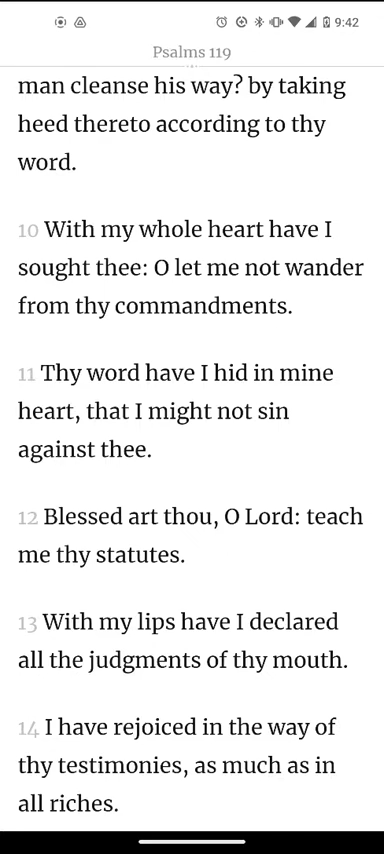 9:42
Psalms 119
man cleanse his way? by taking
heed thereto according to thy
word.
10 With my whole heart have I
sought thee: O let me not wander
from thy commandments.
11 Thy word have I hid in mine
heart, that I might not sin
against thee.
12 Blessed art thou, O Lord: teach
me thy statutes.
13 With my lips have I declared
all the judgments of thy mouth.
14 I have rejoiced in the way of
thy testimonies, as much as in
all riches.